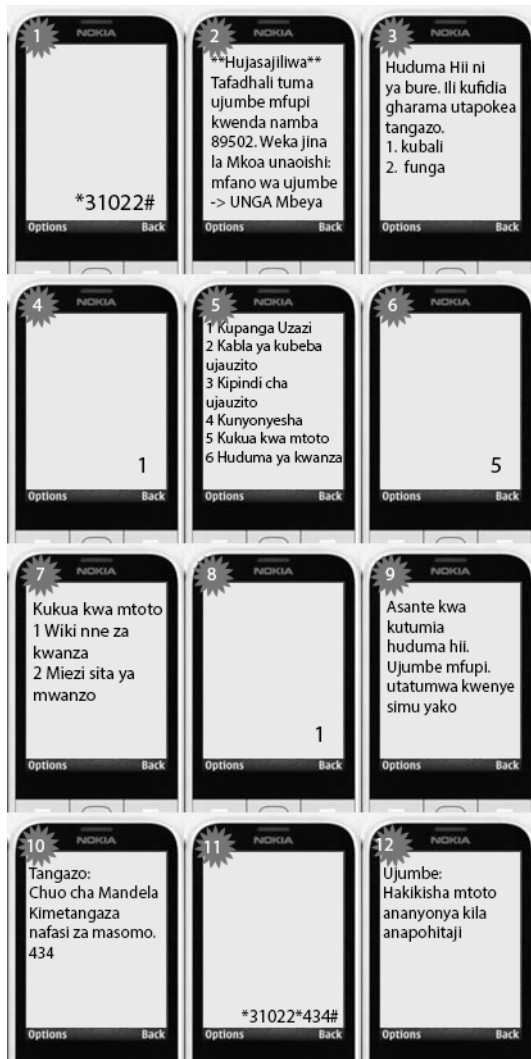 1
NOKIA
*31022#
Options Back
2
NOKIA
**Hujasajiliwa**
Tafadhali tuma
ujumbe mfupi
kwenda namba
89502. Weka jina
la Mkoa unaoishi:
mfano wa ujumbe
-> UNGA Mbeya
Options Back
3
NOKIA
Huduma Hii ni
ya bure. Ili kufidia
gharama utapokea
tangazo.
1. kubali
2. funga
Options Back
4
NOKIA
1
Options Back
5
NOKIA
1 Kupanga Uzazi
2 Kabla ya kubeba
ujauzito
3 Kipindi cha
ujauzito
4 Kunyonyesha
5 Kukua kwa mtoto
6 Huduma ya kwanza
Options Back
6
NOKIA
5
Options Back
7
NOKIA
Kukua kwa mtoto
1 Wiki nne za
kwanza
2 Miezi sita ya
mwanzo
Options Back
8
NOKIA
1
Options Back
9
NOKIA
Asante kwa
kutumia
huduma hii.
Ujumbe mfupi.
utatumwa kwenye
simu yako
Options Back
10
NOKIA
Tangazo:
Chuo cha Mandela
Kimetangaza
nafasi za masomo.
434
Options Back
11
NOKIA
*31022*434#
Options Back
12
NOKIA
Ujumbe:
Hakikisha mtoto
ananyonya kila
anapohitaji
Options Back